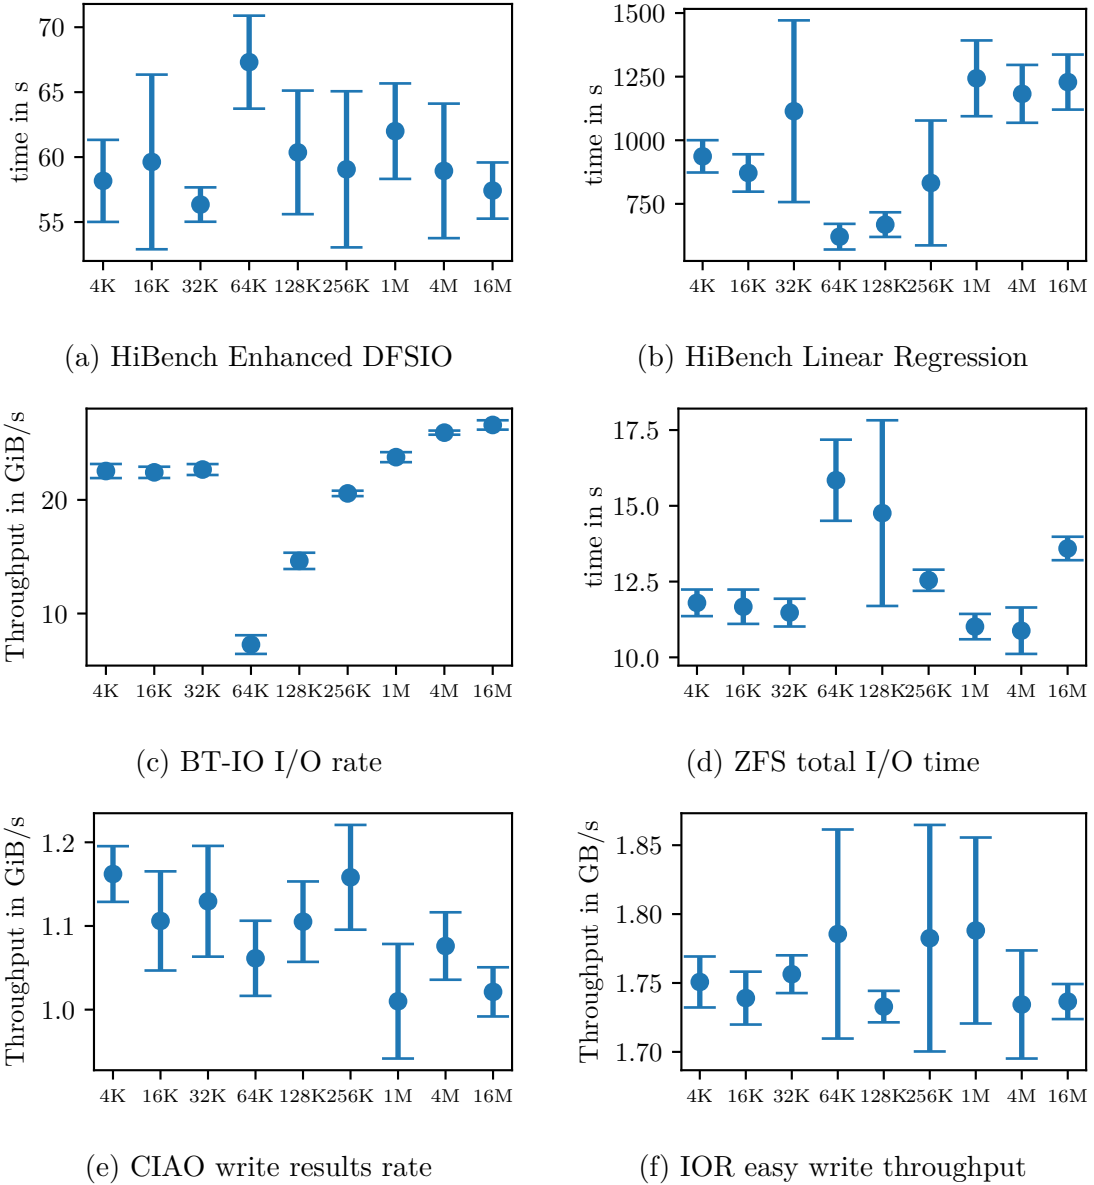 70
65
60
55
time in s
4K 16K 32K 64K 128K 256K 1M 4M 16M
(a) HiBench Enhanced DFSIO
1500
1250
1000
750
time in s
4K 16K 32K 64K 128K 256K 1M 4M 16M
(b) HiBench Linear Regression
20
10
Throughput in GiB/s
4K 16K 32K 64K 128K 256K 1M 4M 16M
(c) BT-IO I/O rate
17.5
15.0
12.5
10.0
time in s
4K 16K 32K 64K 128K 256K 1M 4M 16M
(d) ZFS total I/O time
1.2
1.1
1.0
Throughput in GiB/s
4K 16K 32K 64K 128K 256K 1M 4M 16M
(e) CIAO write results rate
1.85
1.80
1.75
1.70
Throughput in GB/s
4K 16K 32K 64K 128K 256K 1M 4M 16M
(f) IOR easy write throughput